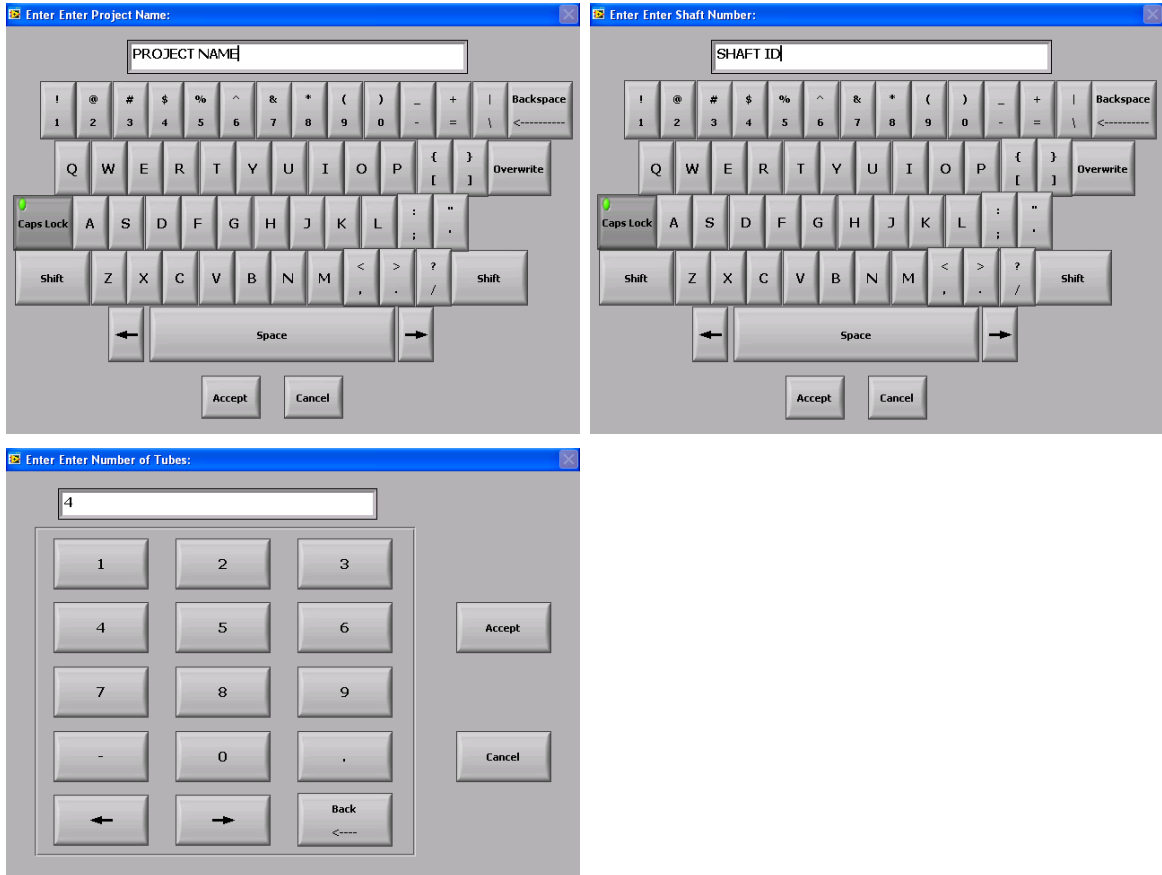 Enter Enter Project Name:
PROJECT NAME
! @ # $ % ^ & * ( ) _ + | Backspace
1 2 3 4 5 6 7 8 9 0 - = \ <----------
Q W E R T Y U I O P { } Overwrite
[ ]
Caps Lock A S D F G H J K L : "
; '
Shift Z X C V B N M < > ? Shift
, . /
Space
Accept Cancel
Enter Enter Shaft Number:
SHAFT ID
! @ # $ % ^ & * ( ) _ + | Backspace
1 2 3 4 5 6 7 8 9 0 - = \ <----------
Q W E R T Y U I O P { } Overwrite
[ ]
Caps Lock A S D F G H J K L : "
; '
Shift Z X C V B N M < > ? Shift
, . /
Space
Accept Cancel
Enter Enter Number of Tubes:
4
1 2 3
4 5 6 Accept
7 8 9
- 0 . Cancel
Back
<----